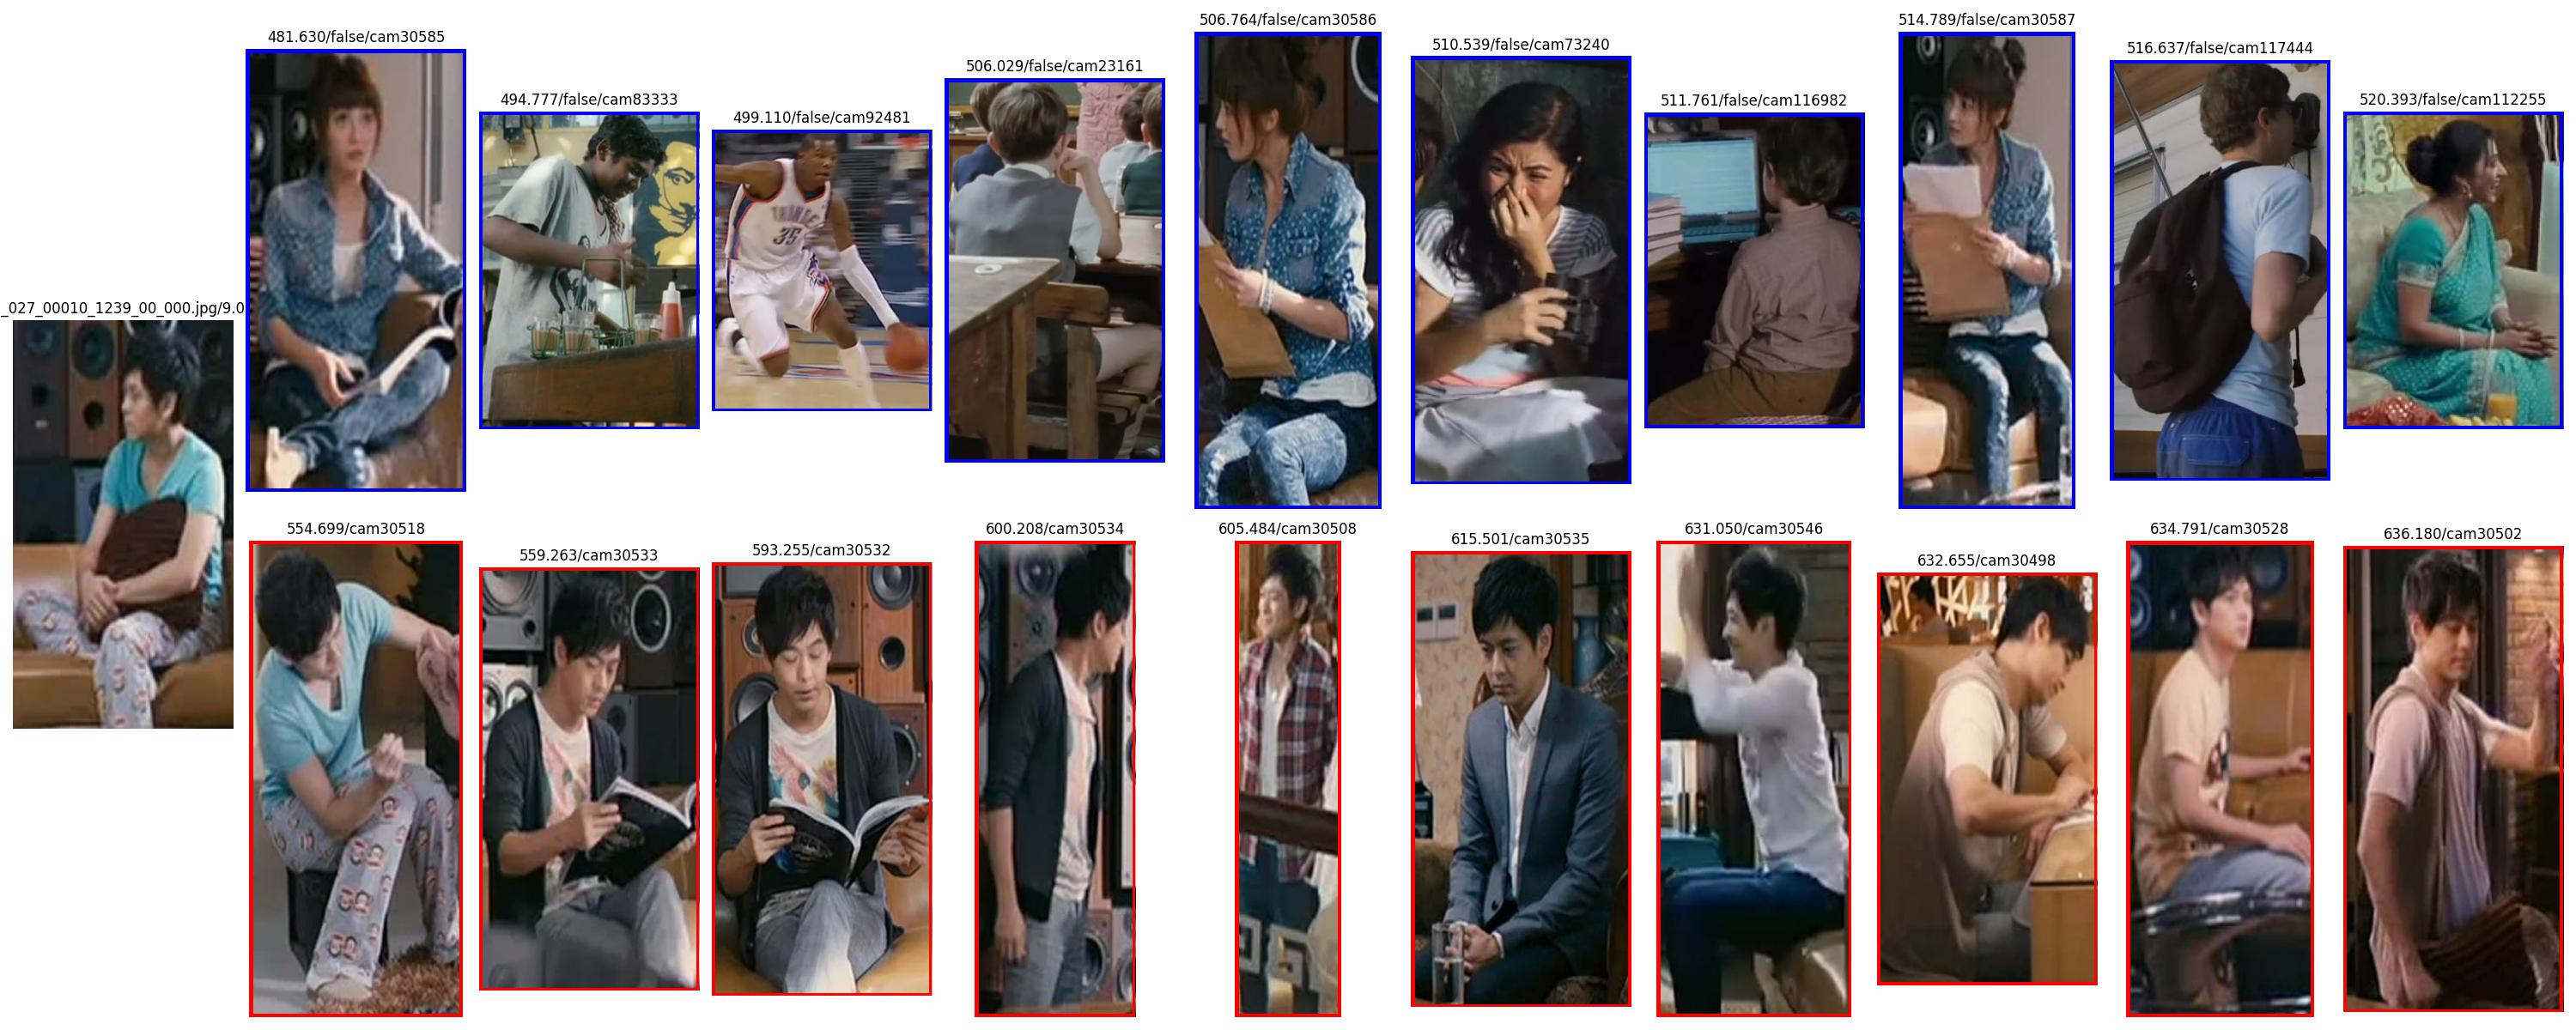 506.764/false/cam30586
514.789/false/cam30587
481.630/false/cam30585
510.539/false/cam73240
516.637/false/cam117444
506.029/false/cam23161
494.777/false/cam83333
511.761/false/cam116982
520.393/false/cam112255
499.110/false/cam92481
THUNDER
35
_027_00010_1239_00_000.jpg/9.0
554.699/cam30518
559.263/cam30533
593.255/cam30532
600.208/cam30534
605.484/cam30508
615.501/cam30535
631.050/cam30546
632.655/cam30498
634.791/cam30528
636.180/cam30502